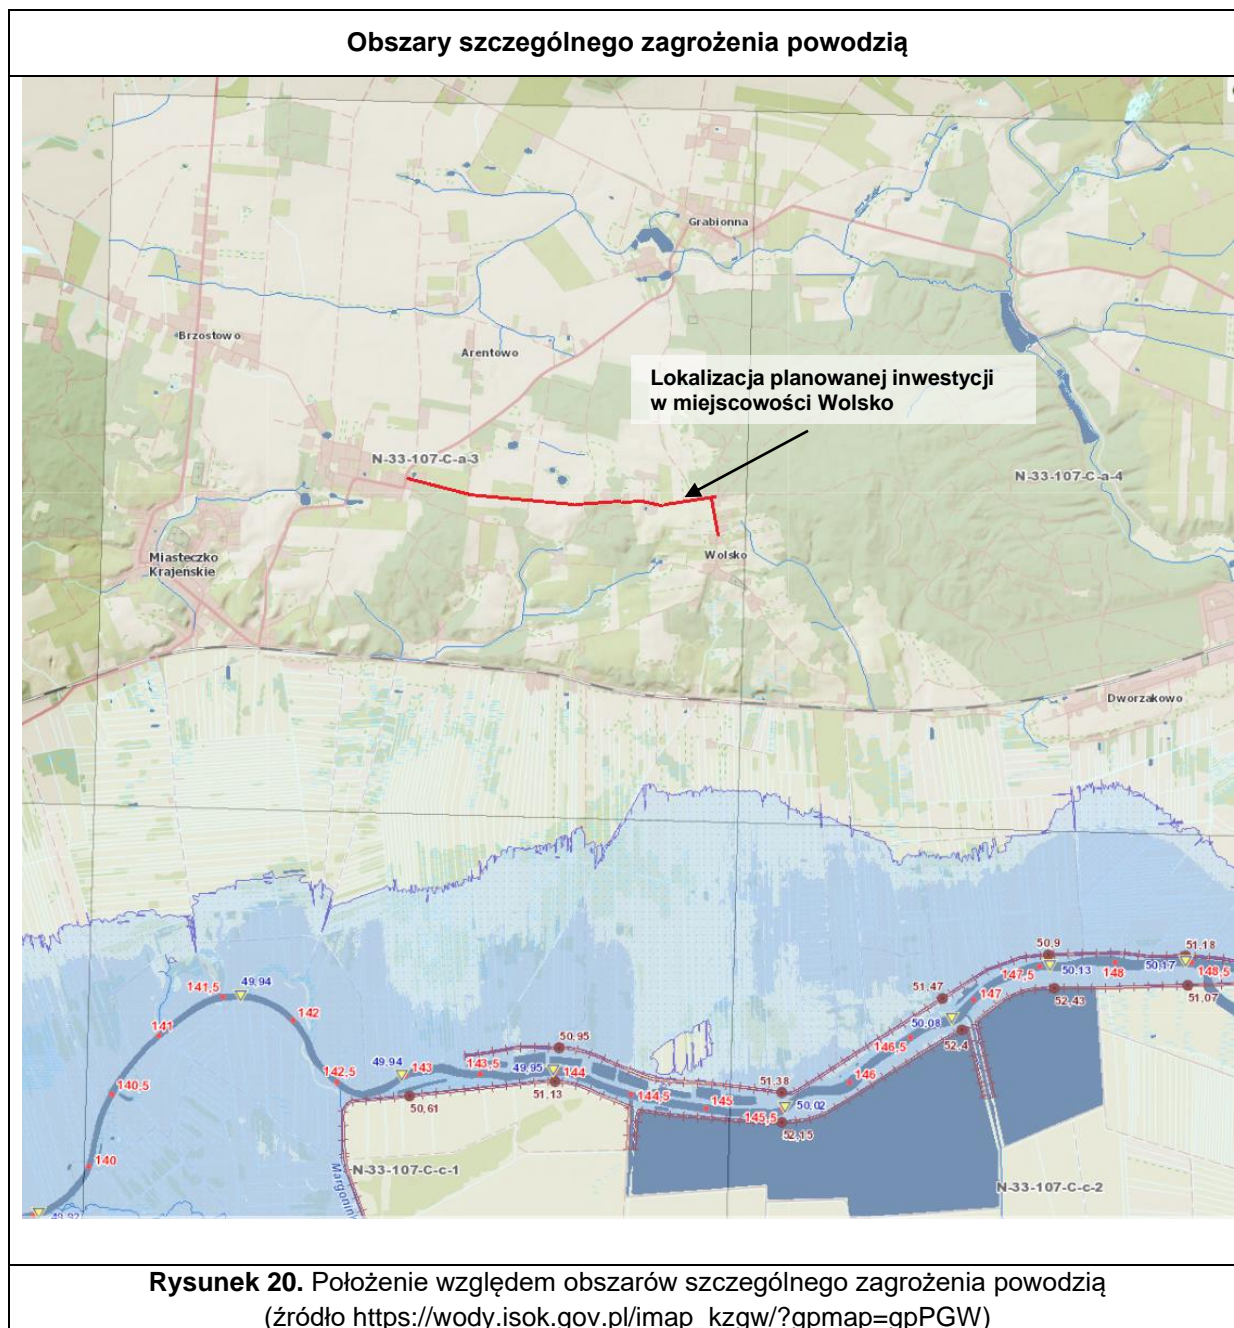 Obszary szczególnego zagrożenia powodzią
Grabionna
Brzostowo
Arentowo
Lokalizacja planowanej inwestycji
w miejscowości Wolsko
N-33-107-C-a-3
N-33-107-C-a-4
Miasteczko
Krajeńskie
Wolsko
Dworzakowo
50,9
51,18
141,5
49,94
147,5
50,13
148
50,17
148,5
51,47
147
52,43
51,07
141
142
50,08
52,4
146,5
50,95
49,94
143
143,5
49,95
144
142,5
146
140,5
51,38
50,61
51,13
144,5
145
50,02
145,5
52,15
140
N-33-107-C-c-1
N-33-107-C-c-2
49,92
Rysunek 20. Położenie względem obszarów szczególnego zagrożenia powodzią
(źródło https://wody.isok.gov.pl/imap_kzgw/?gpmap=gpPGW)